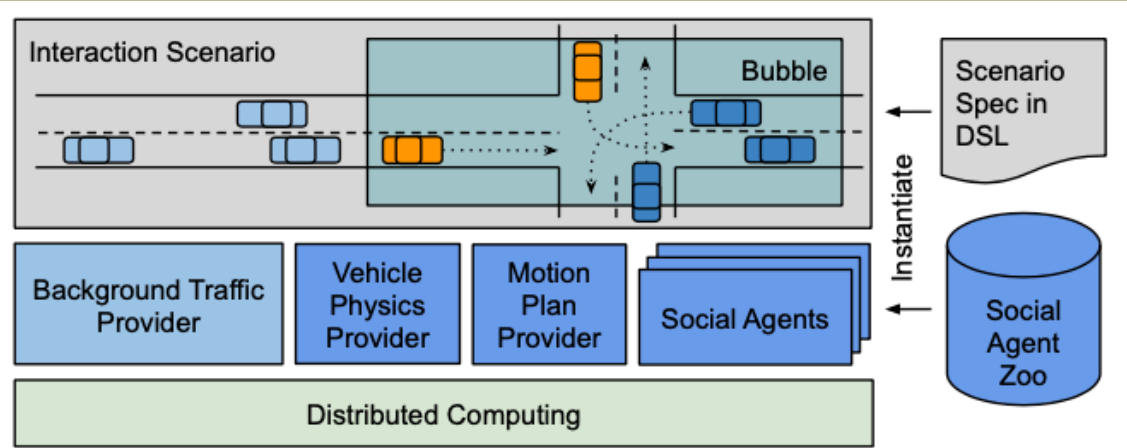 Interaction Scenario
Bubble
Scenario
Spec in
DSL
Instantiate
Background Traffic
Provider
Vehicle
Physics
Provider
Motion
Plan
Provider
Social Agents
Social
Agent
Zoo
Distributed Computing